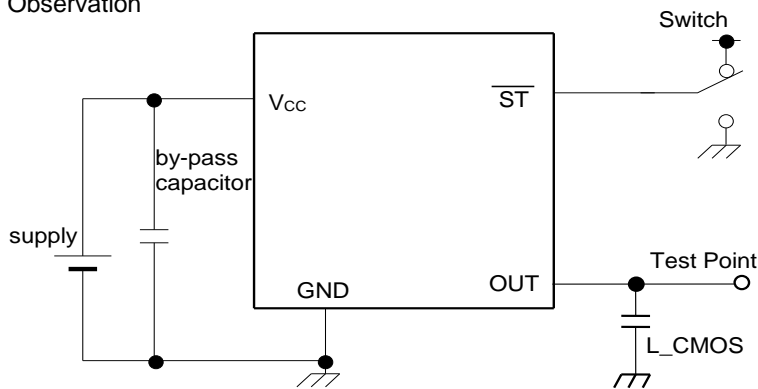 Observation
Switch
VCC
ST
by-pass
capacitor
supply
GND
OUT
Test Point
L_CMOS